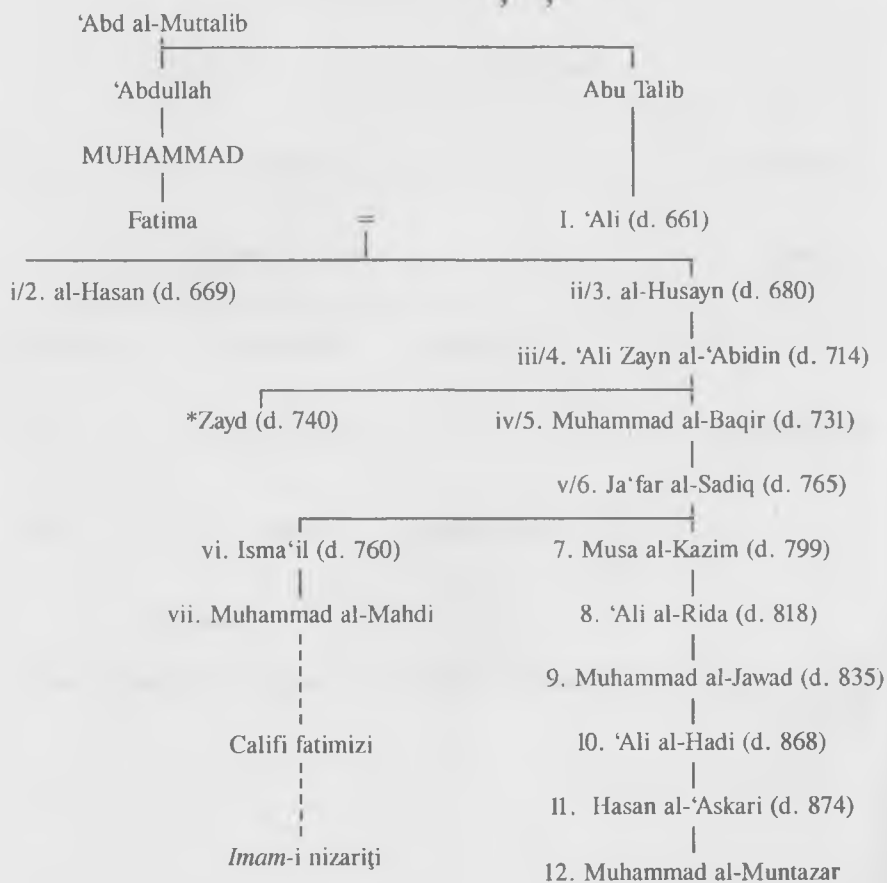 ‘Abd al-Muttalib
‘Abdullah Abu Talib
MUHAMMAD
Fatima = I. ‘Ali (d. 661)
i/2. al-Hasan (d. 669) ii/3. al-Husayn (d. 680)
iii/4. ‘Ali Zayn al-‘Abidin (d. 714)
*Zayd (d. 740) iv/5. Muhammad al-Baqir (d. 731)
v/6. Ja‘far al-Sadiq (d. 765)
vi. Isma‘il (d. 760) 7. Musa al-Kazim (d. 799)
vii. Muhammad al-Mahdi 8. ‘Ali al-Rida (d. 818)
9. Muhammad al-Jawad (d. 835)
Califi fatimizi 10. ‘Ali al-Hadi (d. 868)
11. Hasan al-‘Askari (d. 874)
Imam-i nizariţi 12. Muhammad al-Muntazar